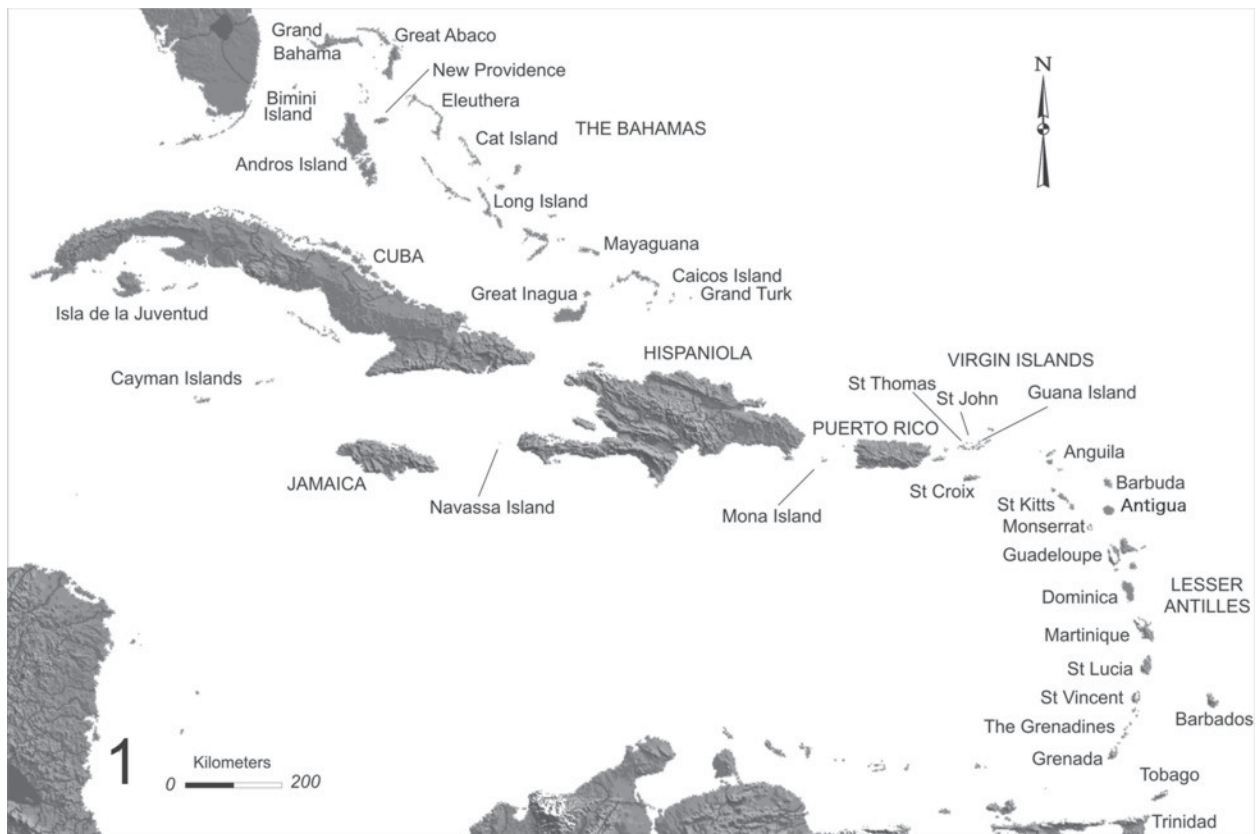 Grand
Bahama
Great Abaco
N
New Providence
Bimini
Island
Eleuthera
THE BAHAMAS
Cat Island
Andros Island
Long Island
CUBA
Mayaguana
Caicos Island
Great Inagua
Grand Turk
Isla de la Juventud
HISPANIOLA
VIRGIN ISLANDS
Cayman Islands
St Thomas
St John
Guana Island
PUERTO RICO
Anguila
JAMAICA
St Croix
Barbuda
Navassa Island
Mona Island
St Kitts
Antigua
Monserrat
Guadeloupe
Dominica
LESSER
ANTILLES
Martinique
St Lucia
St Vincent
Barbados
The Grenadines
Grenada
1
Kilometers
0 200
Tobago
Trinidad